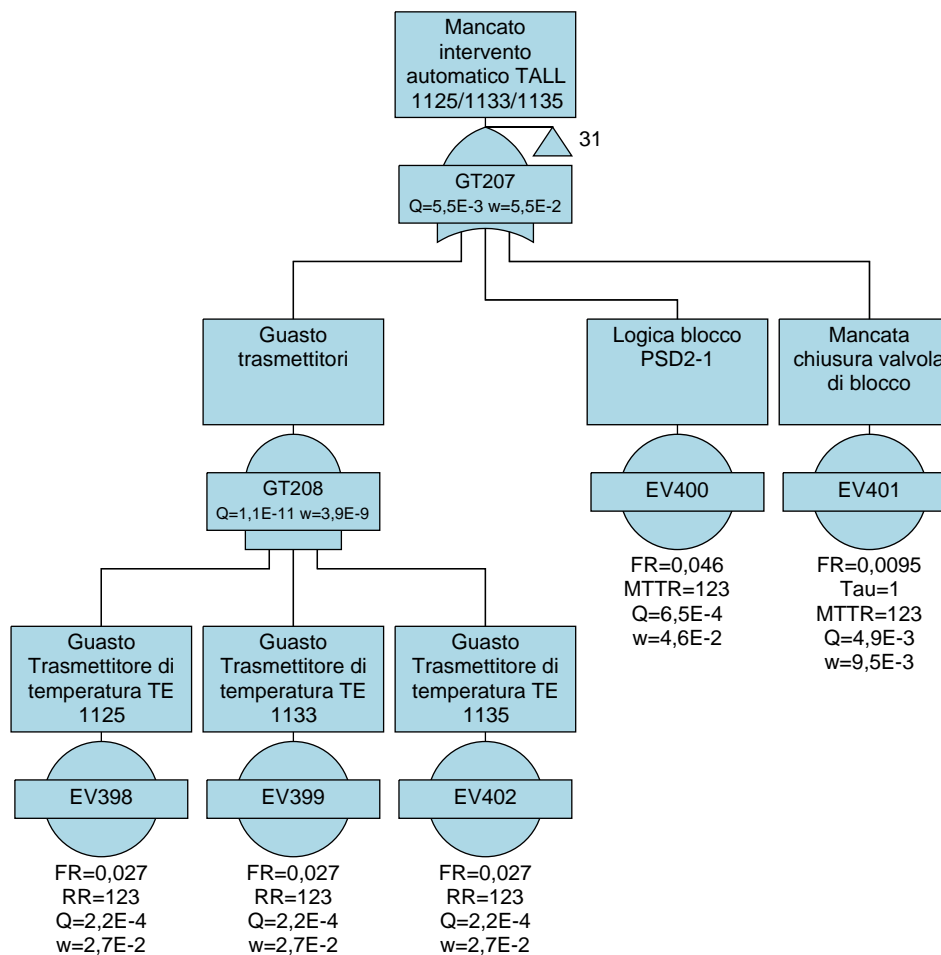 Mancato
intervento
automatico TALL
1125/1133/1135
31
GT207
Q=5,5E-3 w=5,5E-2
Guasto
trasmettitori
Logica blocco
PSD2-1
Mancata
chiusura valvola
di blocco
GT208
Q=1,1E-11 w=3,9E-9
EV400
FR=0,046
MTTR=123
Q=6,5E-4
w=4,6E-2
EV401
FR=0,0095
Tau=1
MTTR=123
Q=4,9E-3
w=9,5E-3
Guasto
Trasmettitore di
temperatura TE
1125
Guasto
Trasmettitore di
temperatura TE
1133
Guasto
Trasmettitore di
temperatura TE
1135
EV398
FR=0,027
RR=123
Q=2,2E-4
w=2,7E-2
EV399
FR=0,027
RR=123
Q=2,2E-4
w=2,7E-2
EV402
FR=0,027
RR=123
Q=2,2E-4
w=2,7E-2